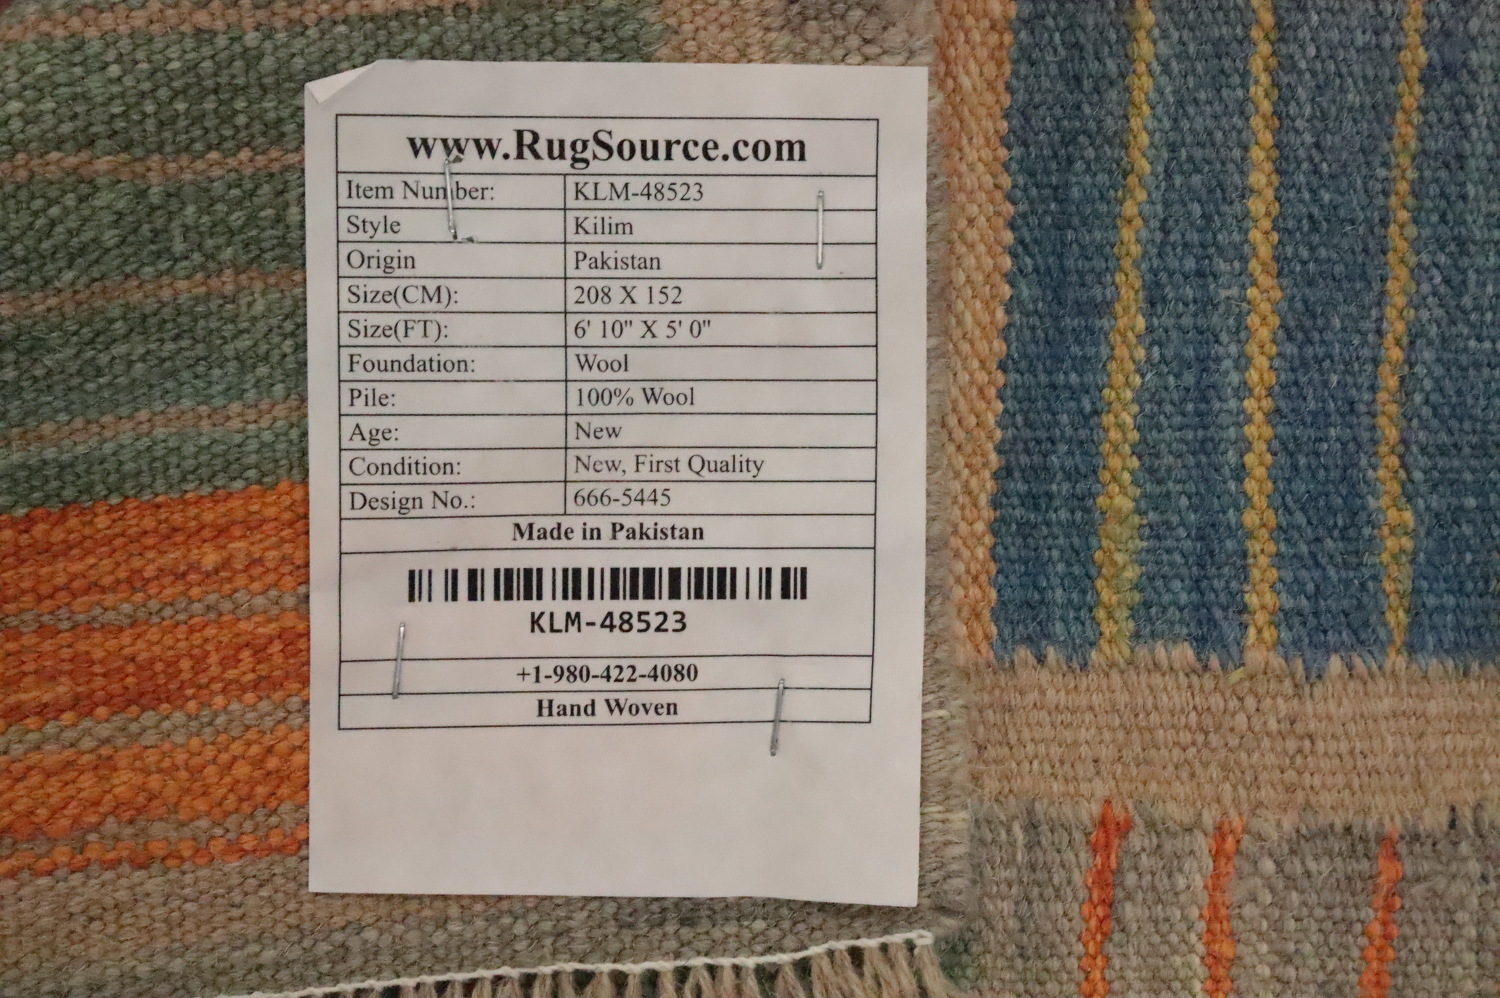 www.RugSource.com
Item Number: KLM-48523
Style Kilim
Origin Pakistan
Size(CM): 208 X 152
Size(FT): 6' 10" X 5' 0"
Foundation: Wool
Pile: 100% Wool
Age: New
Condition: New, First Quality
Design No.: 666-5445
Made in Pakistan
KLM-48523
+1-980-422-4080
Hand Woven